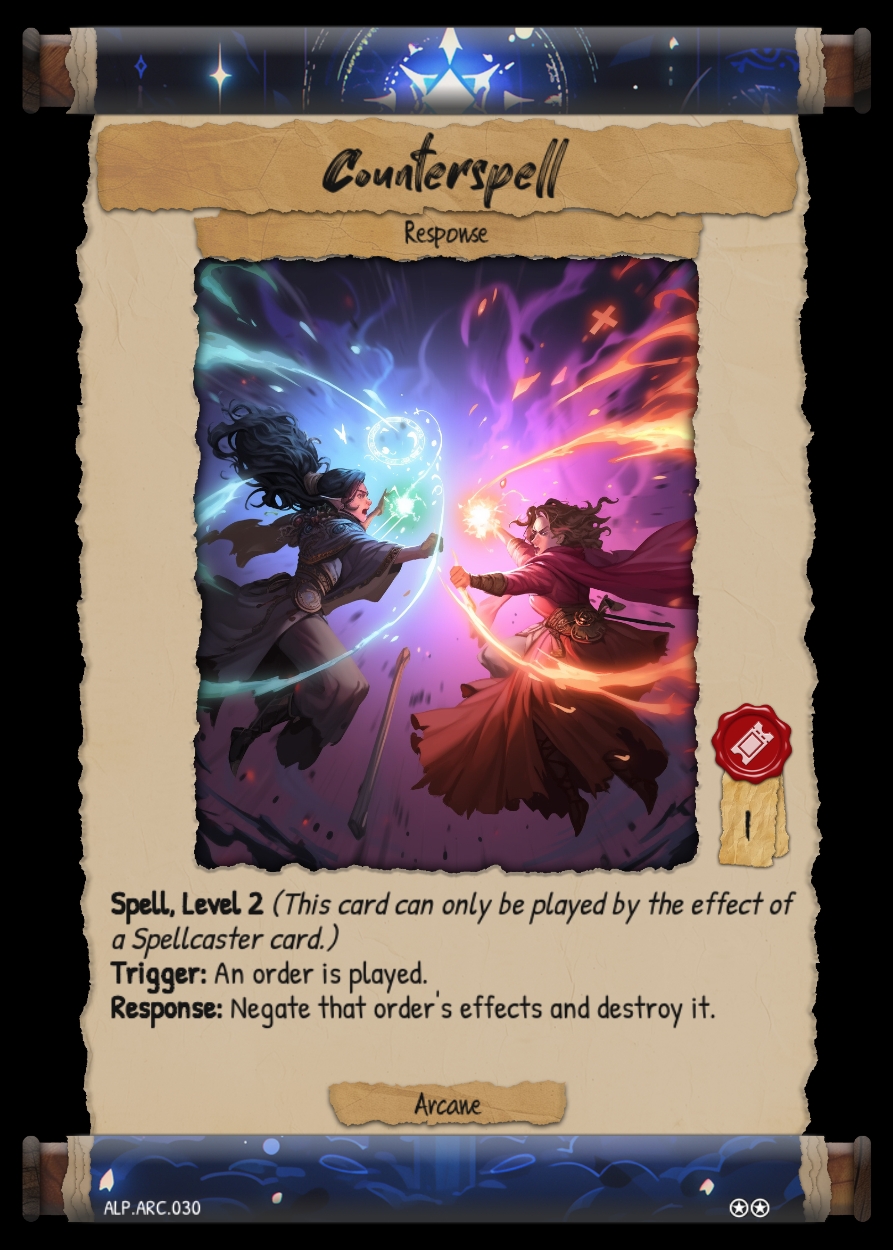 Counterspell
Response
1
Spell, Level 2 (This card can only be played by the effect of
a Spellcaster card.)
Trigger: An order is played.
Response: Negate that order's effects and destroy it.
Arcane
ALP.ARC.030